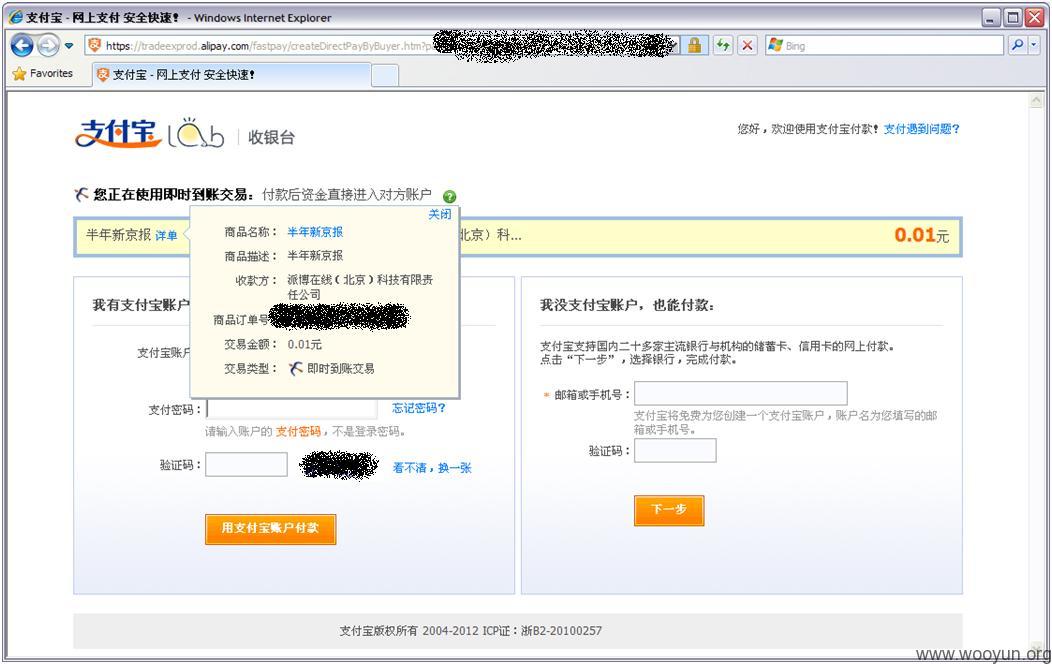 支付宝 - 网上支付 安全快速! - Windows Internet Explorer
https://tradeexprod.alipay.com/fastpay/createDirectPayByBuyer.htm?p
Bing
Favorites
支付宝 - 网上支付 安全快速!
支付宝 Lab 收银台
您好,欢迎使用支付宝付款! 支付遇到问题?
您正在使用即时到账交易: 付款后资金直接进入对方账户
半年新京报 详单
北京)科...
0.01元
关闭
商品名称: 半年新京报
商品描述: 半年新京报
收款方: 派博在线(北京)科技有限责
任公司
商品订单号
交易金额: 0.01元
交易类型: 即时到账交易
我有支付宝账户
支付宝账户
支付密码: 忘记密码?
请输入账户的 支付密码,不是登录密码。
验证码: 看不清,换一张
用支付宝账户付款
我没支付宝账户,也能付款:
支付宝支持国内二十多家主流银行与机构的储蓄卡、信用卡的网上付款。
点击“下一步”,选择银行,完成付款。
* 邮箱或手机号:
支付宝将免费为您创建一个支付宝账户,账户名为您填写的邮
箱或手机号。
验证码:
下一步
支付宝版权所有 2004-2012 ICP证:浙B2-20100257
www.wooyun.org